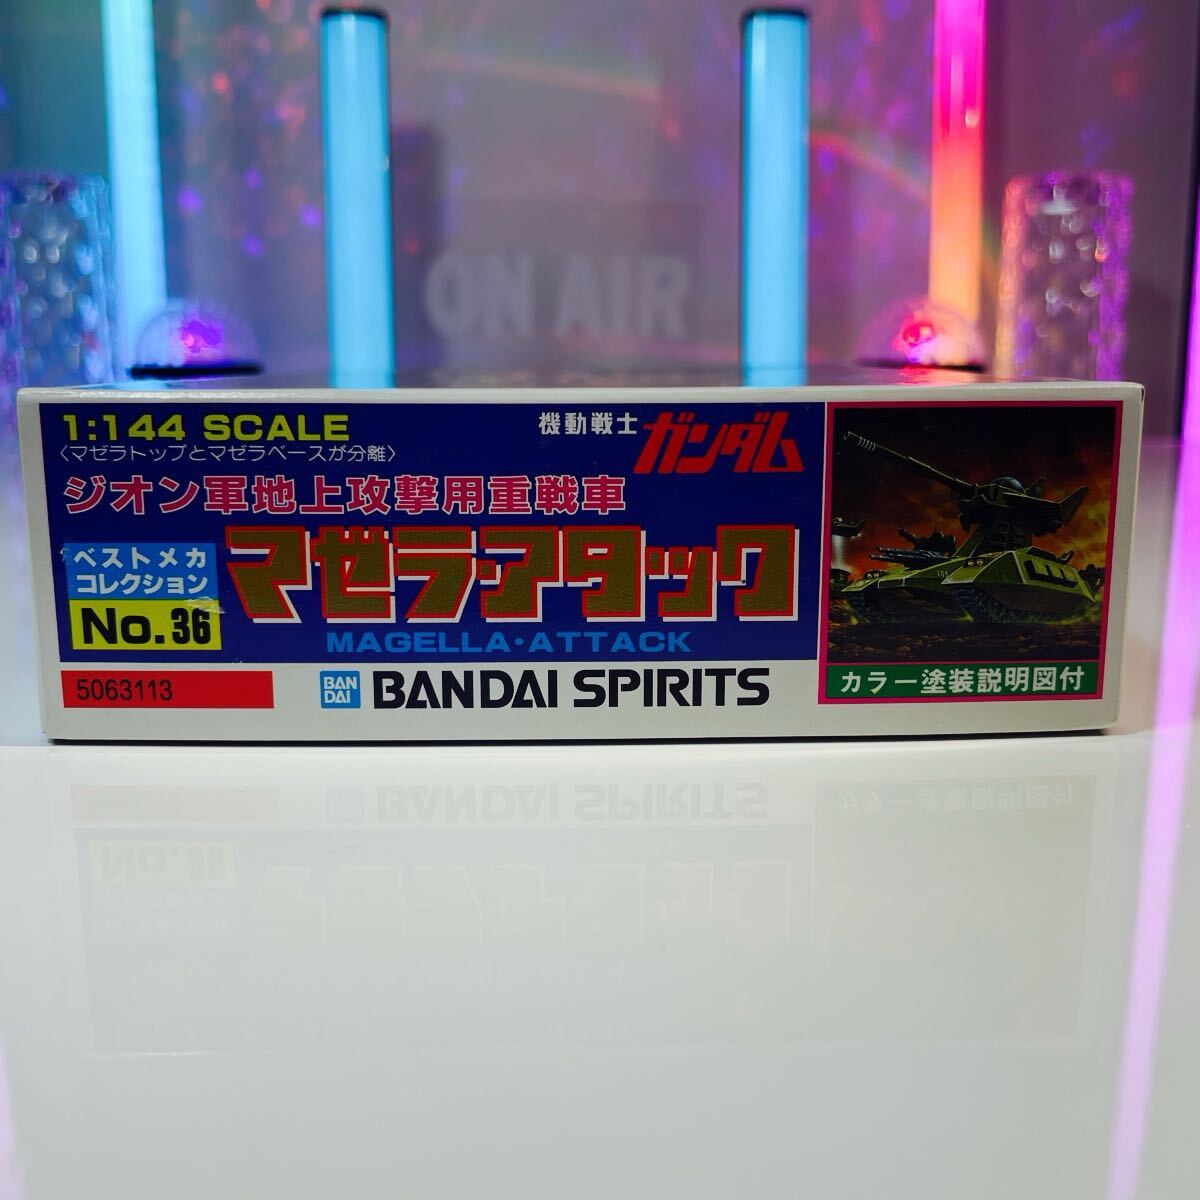 ON AIR
1:144 SCALE
〈マゼラトップとマゼラベースが分離〉
機動戦士 ガンダム
ジオン軍地上攻撃用重戦車
ベストメカ
コレクション
No.36
マゼラ・アタック
MAGELLA・ATTACK
5063113
BAN
DAI
BANDAI SPIRITS
カラー塗装説明図付